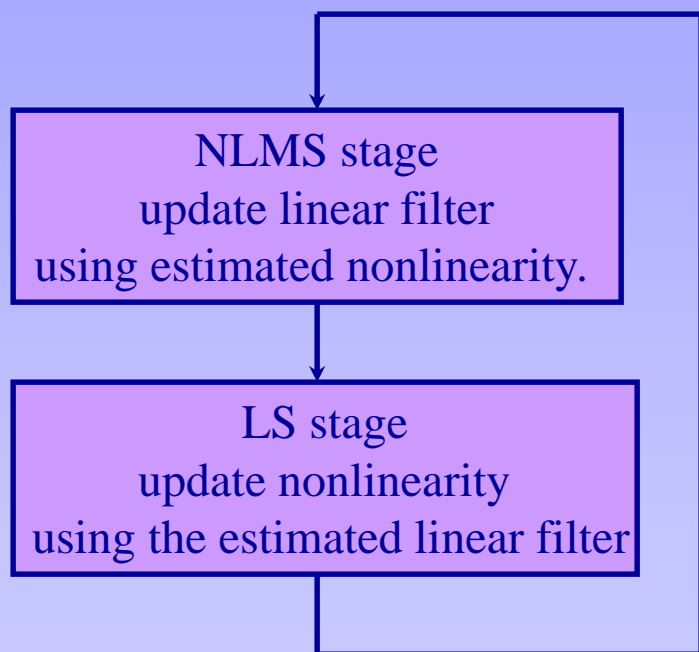 NLMS stage
update linear filter
using estimated nonlinearity.
LS stage
update nonlinearity
using the estimated linear filter